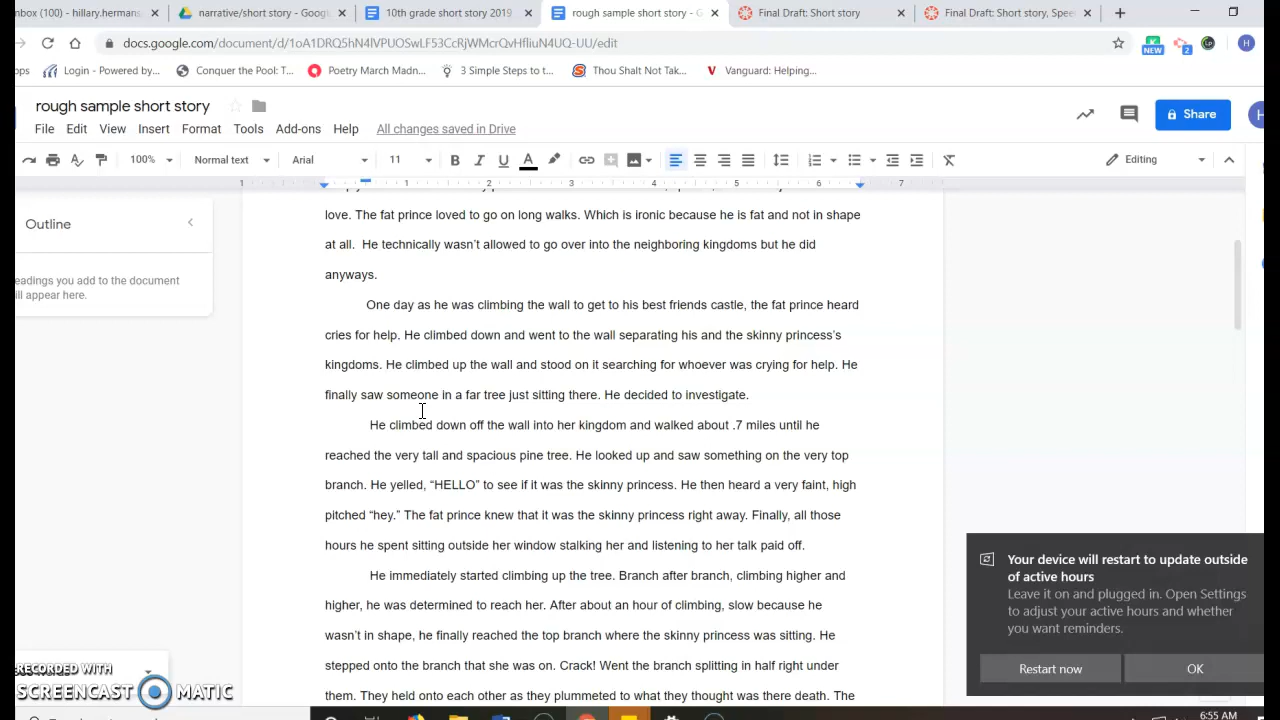 nbox (100) - hillary.hermans
narrative/short story - Googl
10th grade short story 2019
rough sample short story - G
Final Draft: Short story
Final Draft: Short story, Spee
docs.google.com/document/d/1oA1DRQ5hN4lVPUOSwLF53CcRjWMcrQvHfliuN4UQ-UU/edit
NEW
2
Cp
H
ops
Login - Powered by...
Conquer the Pool: T...
Poetry March Madn...
3 Simple Steps to t...
Thou Shalt Not Tak...
Vanguard: Helping...
rough sample short story
File Edit View Insert Format Tools Add-ons Help All changes saved in Drive
Share
H
100% Normal text Arial 11 B I U A Editing
1 1 2 3 4 5 6 7
Outline
eadings you add to the document
ill appear here.
love. The fat prince loved to go on long walks. Which is ironic because he is fat and not in shape
at all. He technically wasn't allowed to go over into the neighboring kingdoms but he did
anyways.
One day as he was climbing the wall to get to his best friends castle, the fat prince heard
cries for help. He climbed down and went to the wall separating his and the skinny princess's
kingdoms. He climbed up the wall and stood on it searching for whoever was crying for help. He
finally saw someone in a far tree just sitting there. He decided to investigate.
He climbed down off the wall into her kingdom and walked about .7 miles until he
reached the very tall and spacious pine tree. He looked up and saw something on the very top
branch. He yelled, “HELLO” to see if it was the skinny princess. He then heard a very faint, high
pitched “hey.” The fat prince knew that it was the skinny princess right away. Finally, all those
hours he spent sitting outside her window stalking her and listening to her talk paid off.
He immediately started climbing up the tree. Branch after branch, climbing higher and
higher, he was determined to reach her. After about an hour of climbing, slow because he
wasn't in shape, he finally reached the top branch where the skinny princess was sitting. He
stepped onto the branch that she was on. Crack! Went the branch splitting in half right under
them. They held onto each other as they plummeted to what they thought was there death. The
Your device will restart to update outside
of active hours
Leave it on and plugged in. Open Settings
to adjust your active hours and whether
you want reminders.
Restart now
OK
RECORDED WITH
SCREENCAST MATIC
6:55 AM